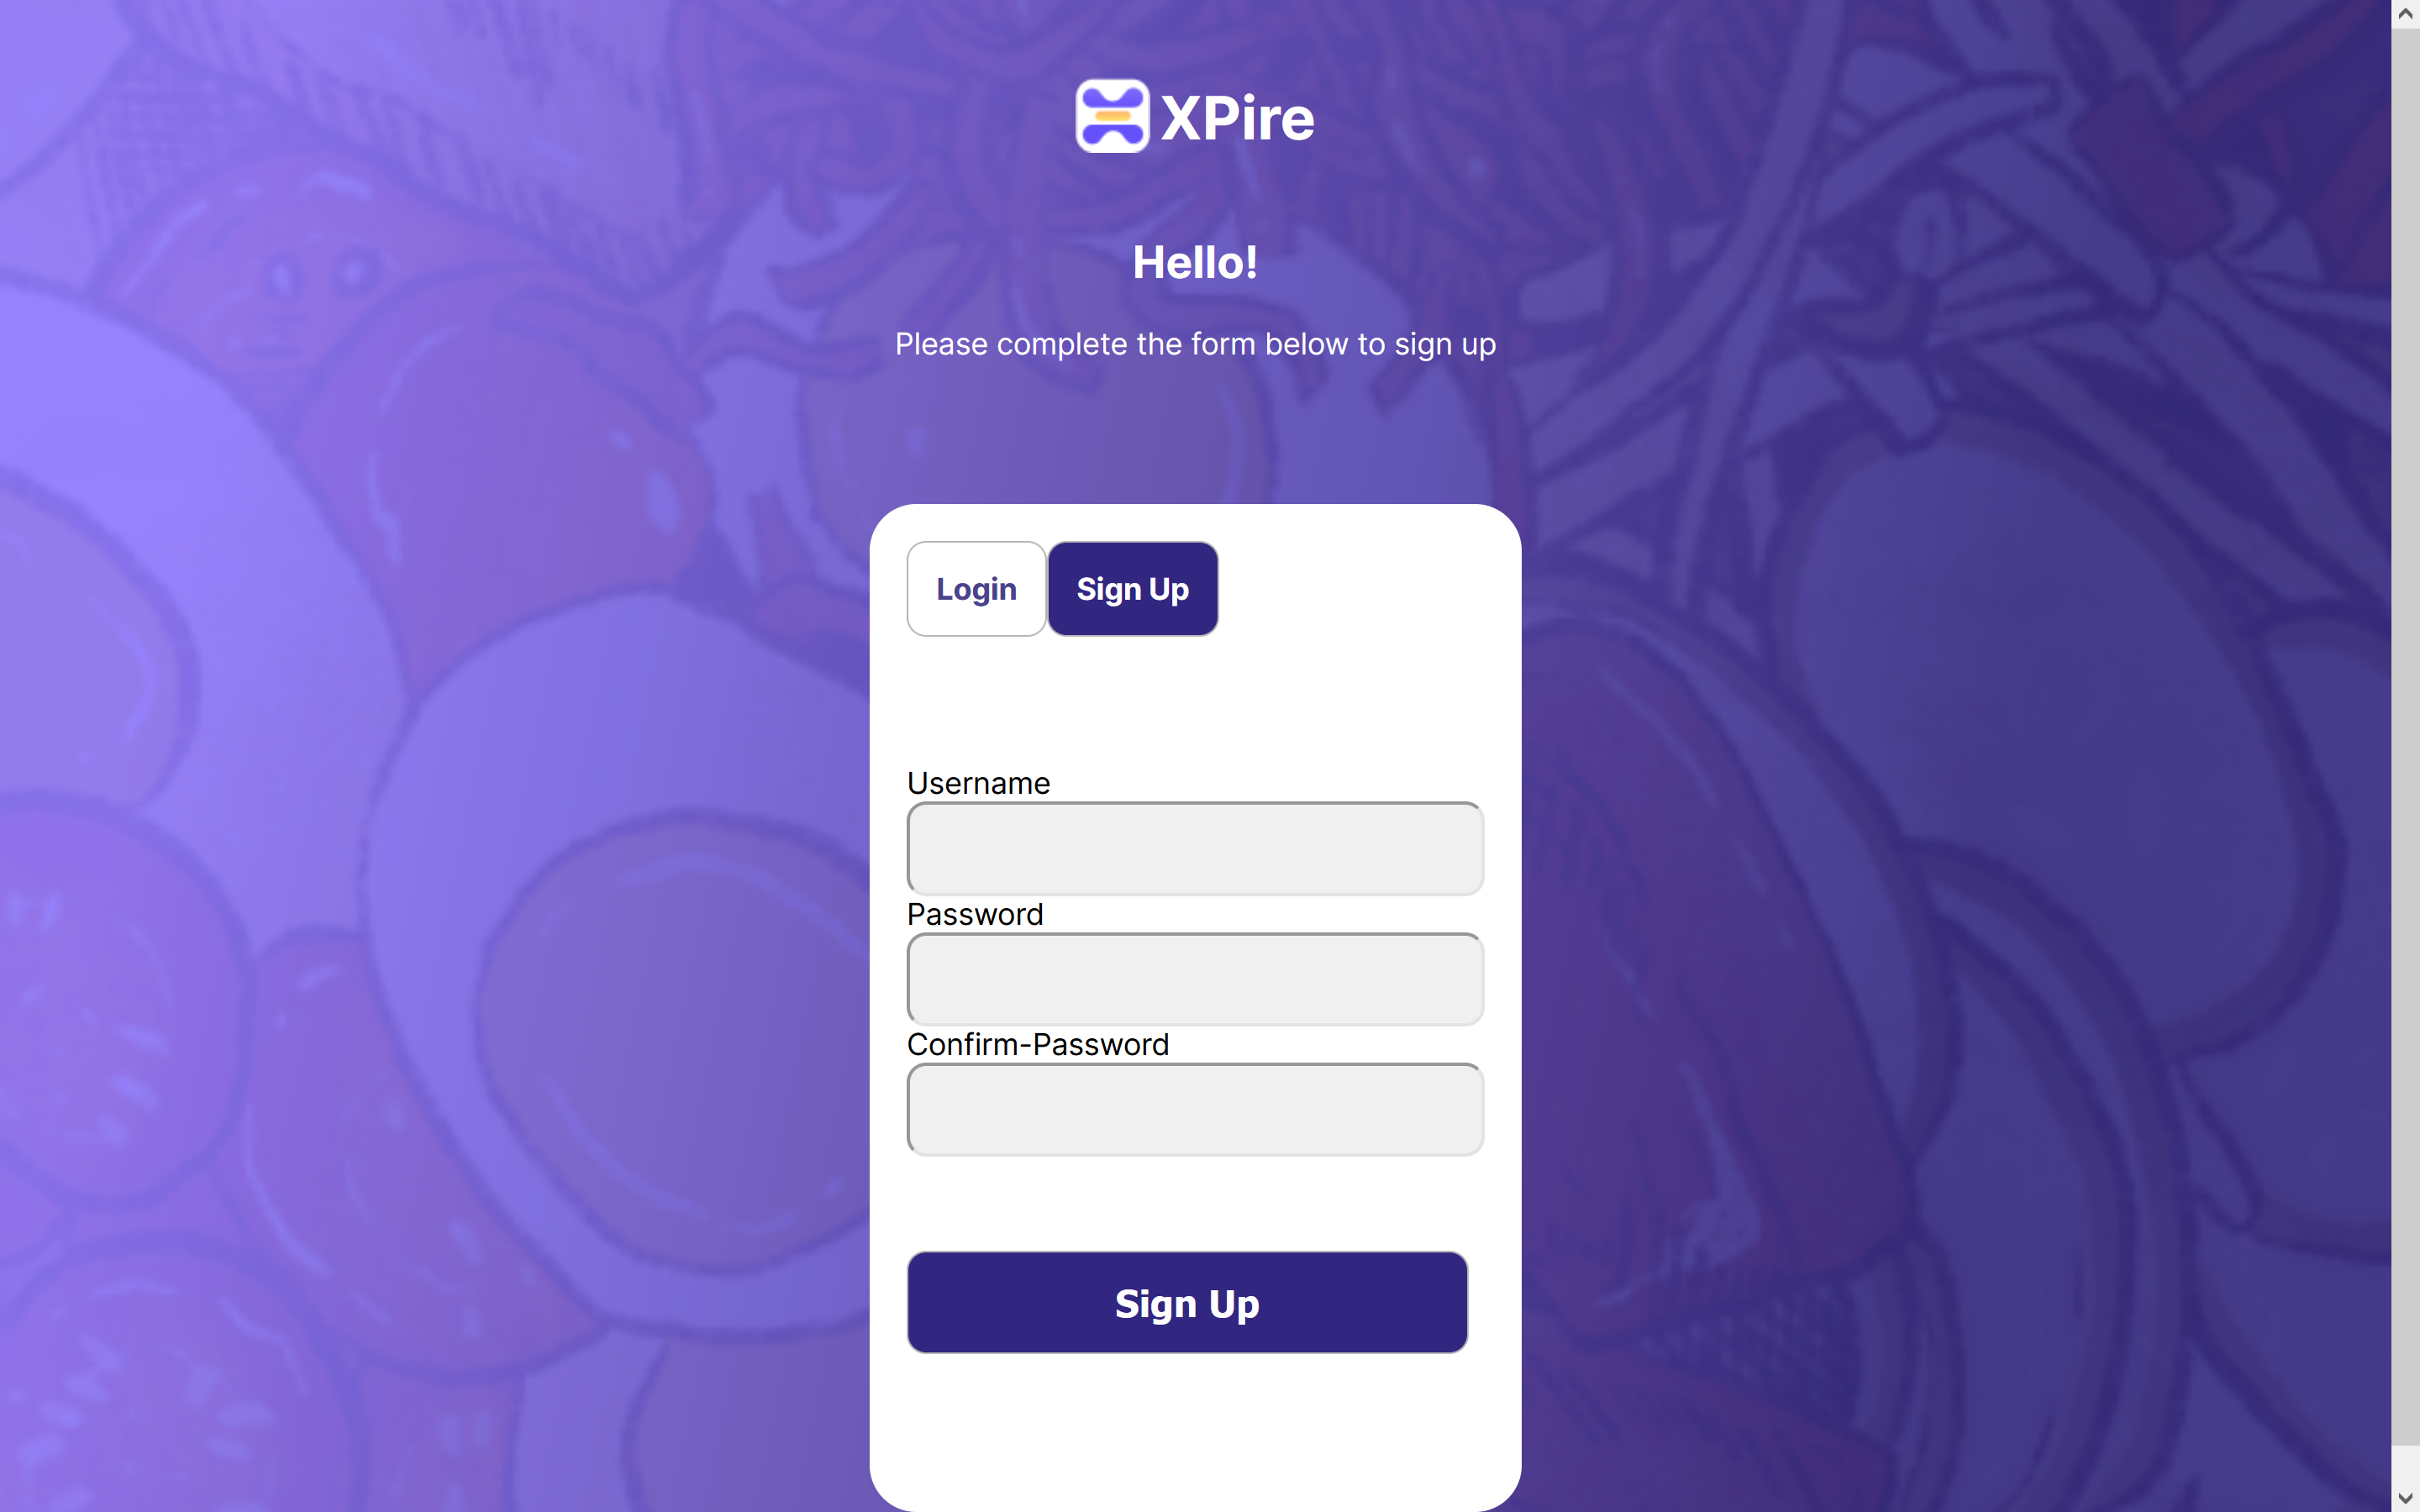 XPire
Hello!
Please complete the form below to sign up
Login
Sign Up
Username
Password
Confirm-Password
Sign Up